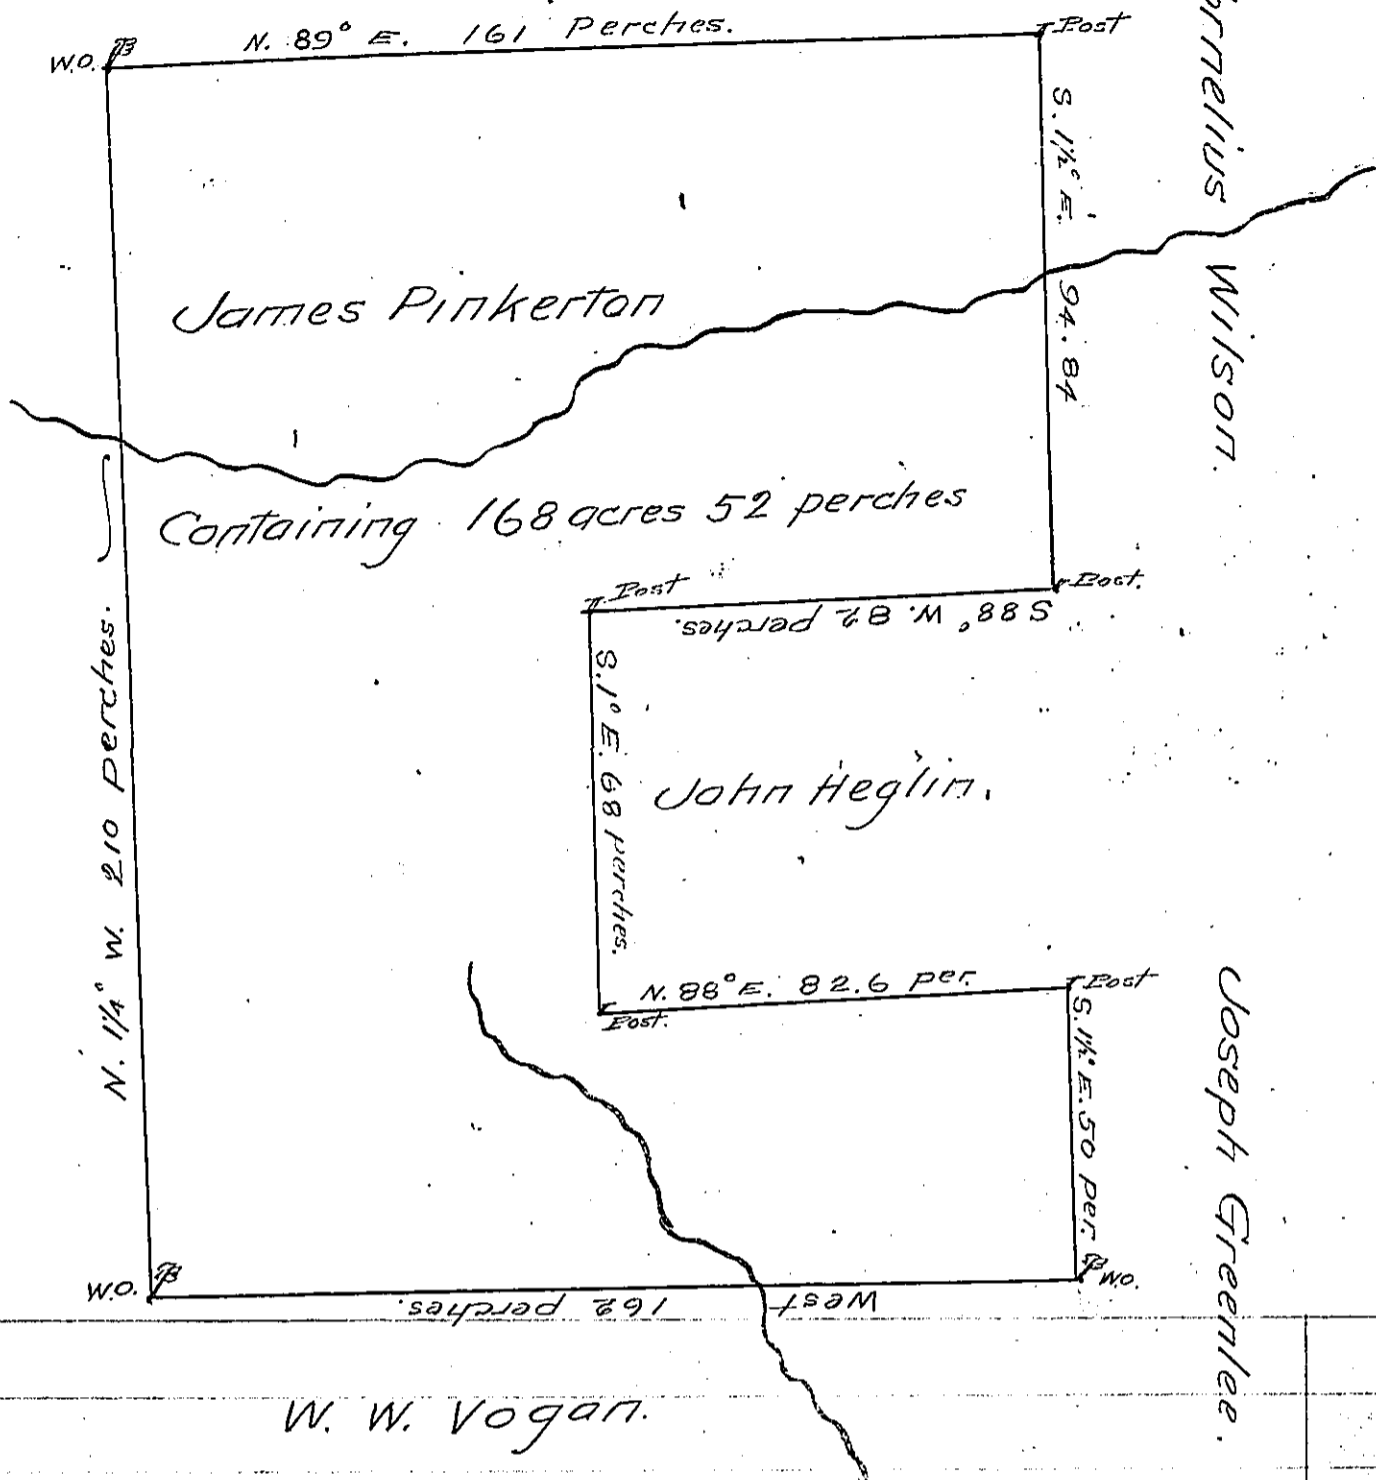 W.O.
N. 89° E. 161 Perches.
Post
S. 1½° E. 94.84
Wilson.
James Pinkerton
Containing 168 acres 52 perches
Post
Post.
S 88° W. 82 perches.
S. 1° E. 68 perches.
John Heglin.
N. 1¼° W. 210 Perches.
N. 88° E. 82.6 per.
Post.
Post
S. 1½° E. 50 per.
Joseph Greenlee.
W.O.
W.O.
West 162 perches.
W. W. Vogan.